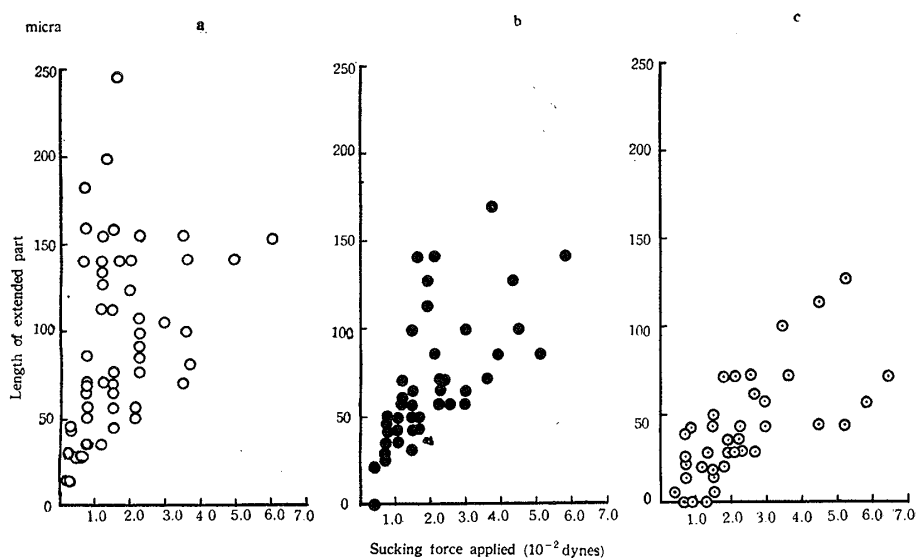 micra a b c
250 250 250
200 200 200
150 150 150
100 100 100
50 50 50
0 0 0
1.0 2.0 3.0 4.0 5.0 6.0 7.0 1.0 2.0 3.0 4.0 5.0 6.0 7.0 1.0 2.0 3.0 4.0 5.0 6.0 7.0
Length of extended part
Sucking force applied (10⁻² dynes)